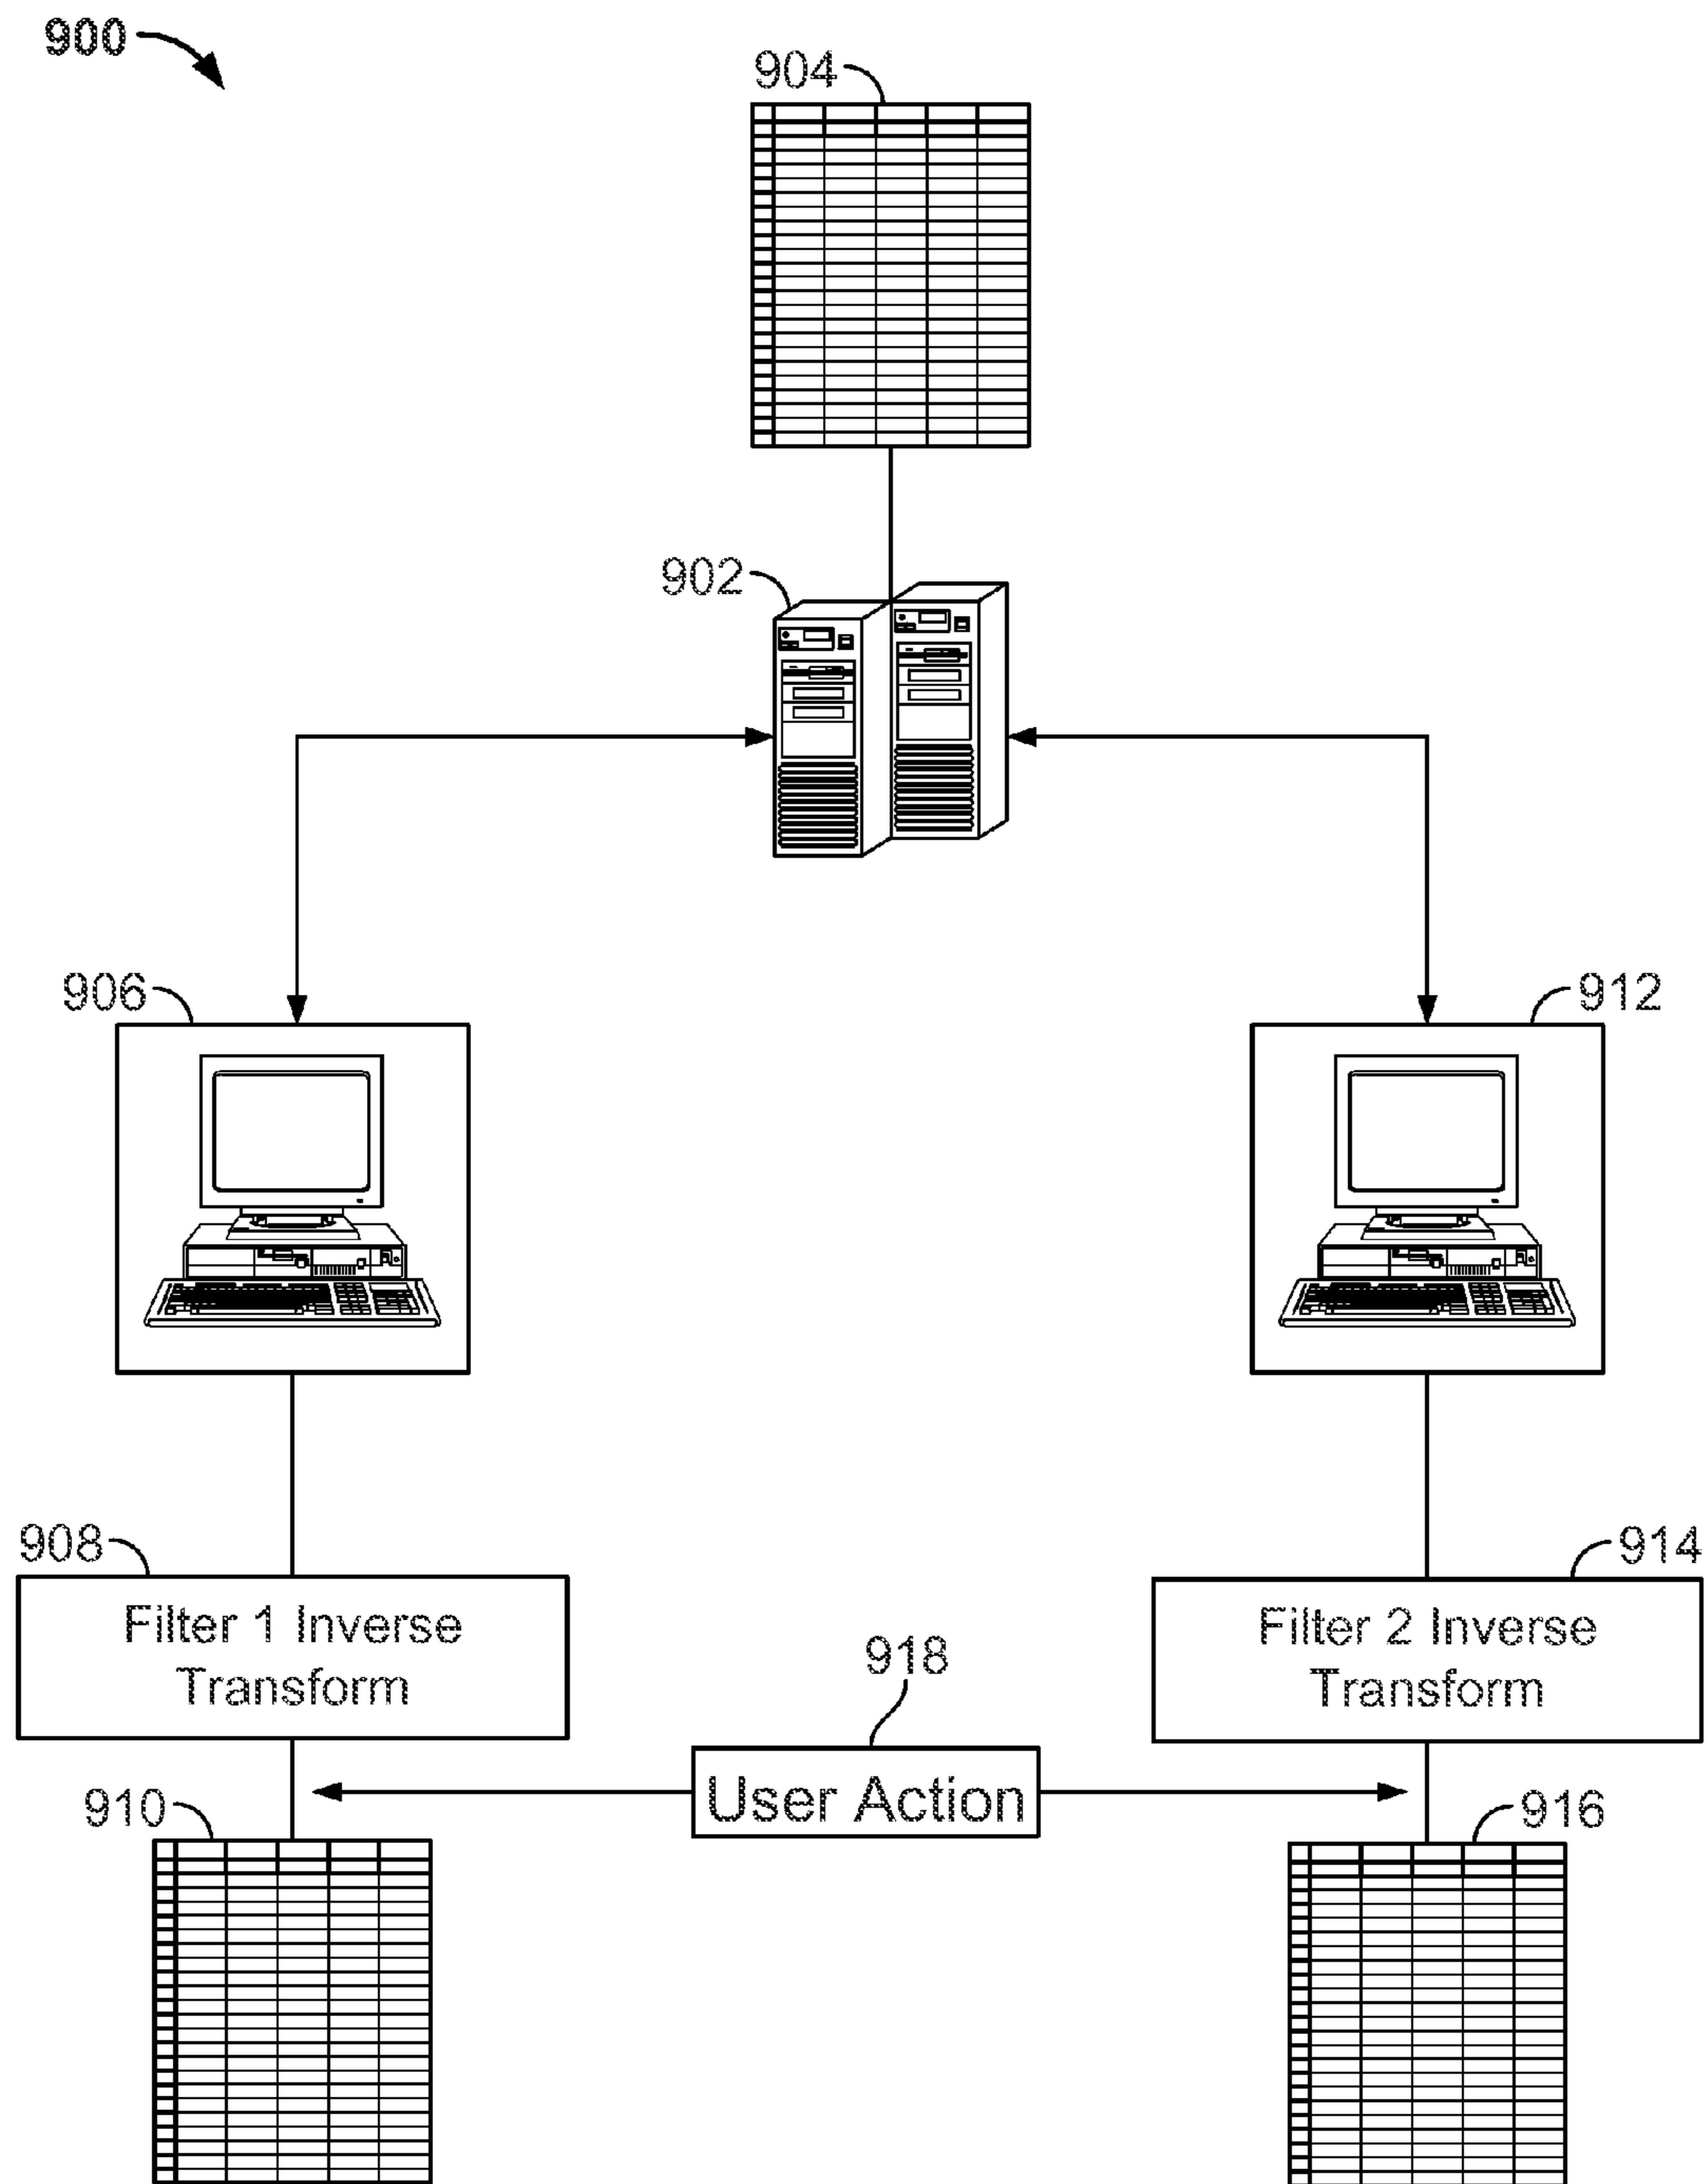 900
904
902
906
912
908
Filter 1 Inverse
Transform
914
Filter 2 Inverse
Transform
918
User Action
910
916